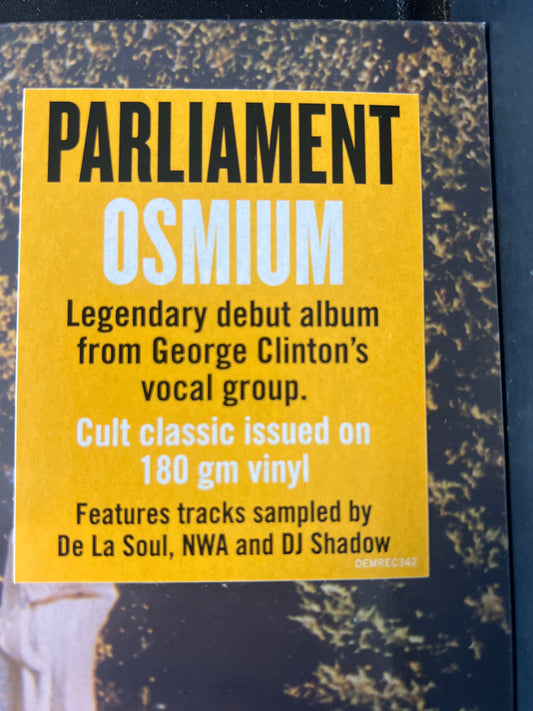 PARLIAMENT
OSMIUM
Legendary debut album
from George Clinton's
vocal group.
Cult classic issued on
180 gm vinyl
Features tracks sampled by
De La Soul, NWA and DJ Shadow
DEMREC342